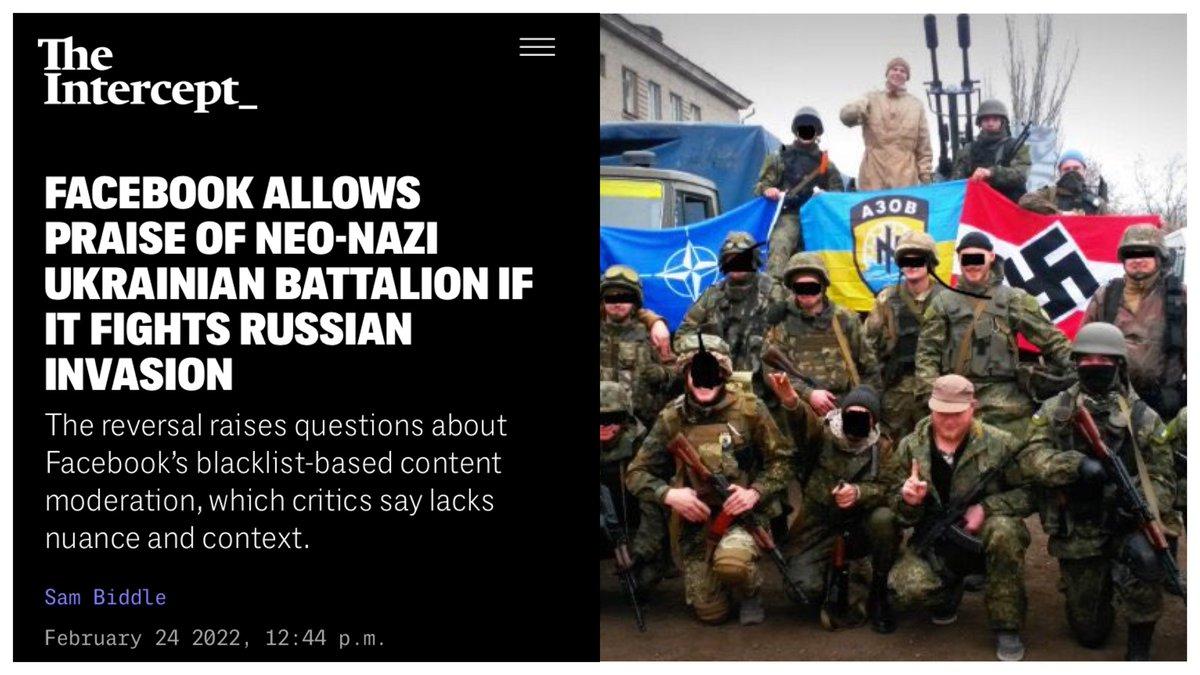 The
Intercept_
FACEBOOK ALLOWS
PRAISE OF NEO-NAZI
UKRAINIAN BATTALION IF
IT FIGHTS RUSSIAN
INVASION
The reversal raises questions about
Facebook's blacklist-based content
moderation, which critics say lacks
nuance and context.
Sam Biddle
February 24 2022, 12:44 p.m.
АЗОВ